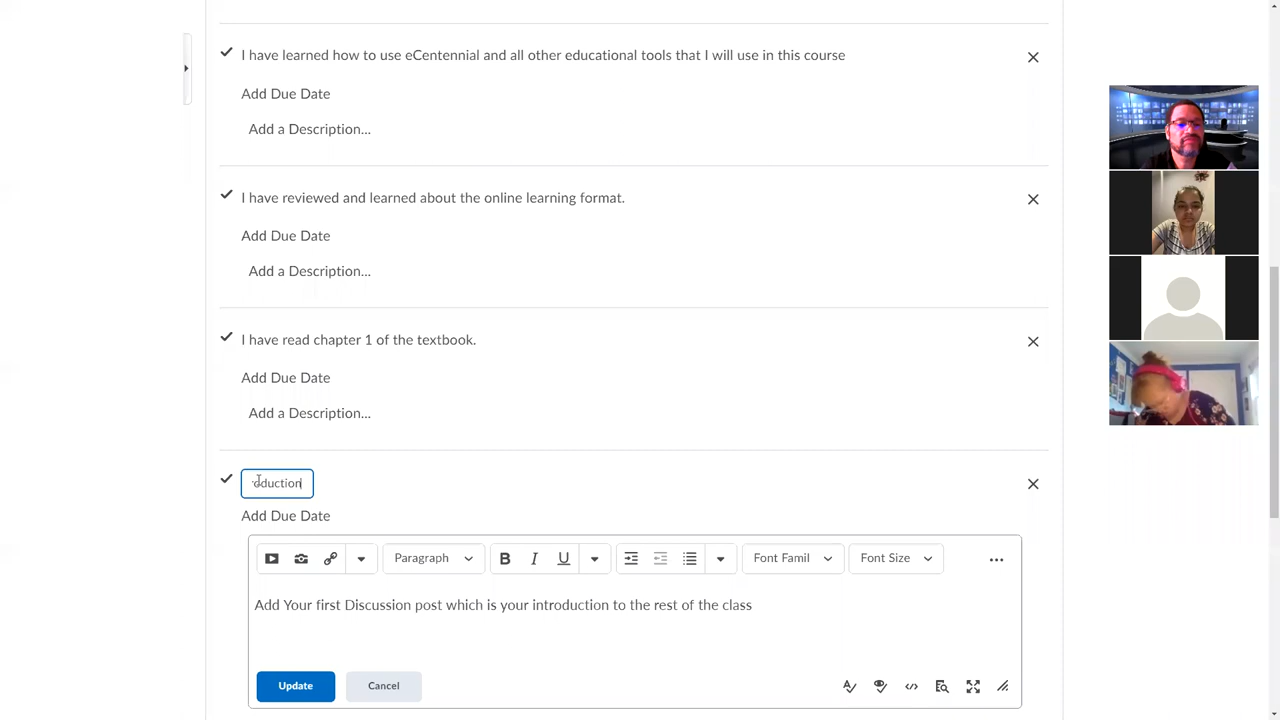 I have learned how to use eCentennial and all other educational tools that I will use in this course
Add Due Date
Add a Description...
I have reviewed and learned about the online learning format.
Add Due Date
Add a Description...
I have read chapter 1 of the textbook.
Add Due Date
Add a Description...
oduction
Add Due Date
Paragraph B I U Font Famil Font Size
Add Your first Discussion post which is your introduction to the rest of the class
Update Cancel